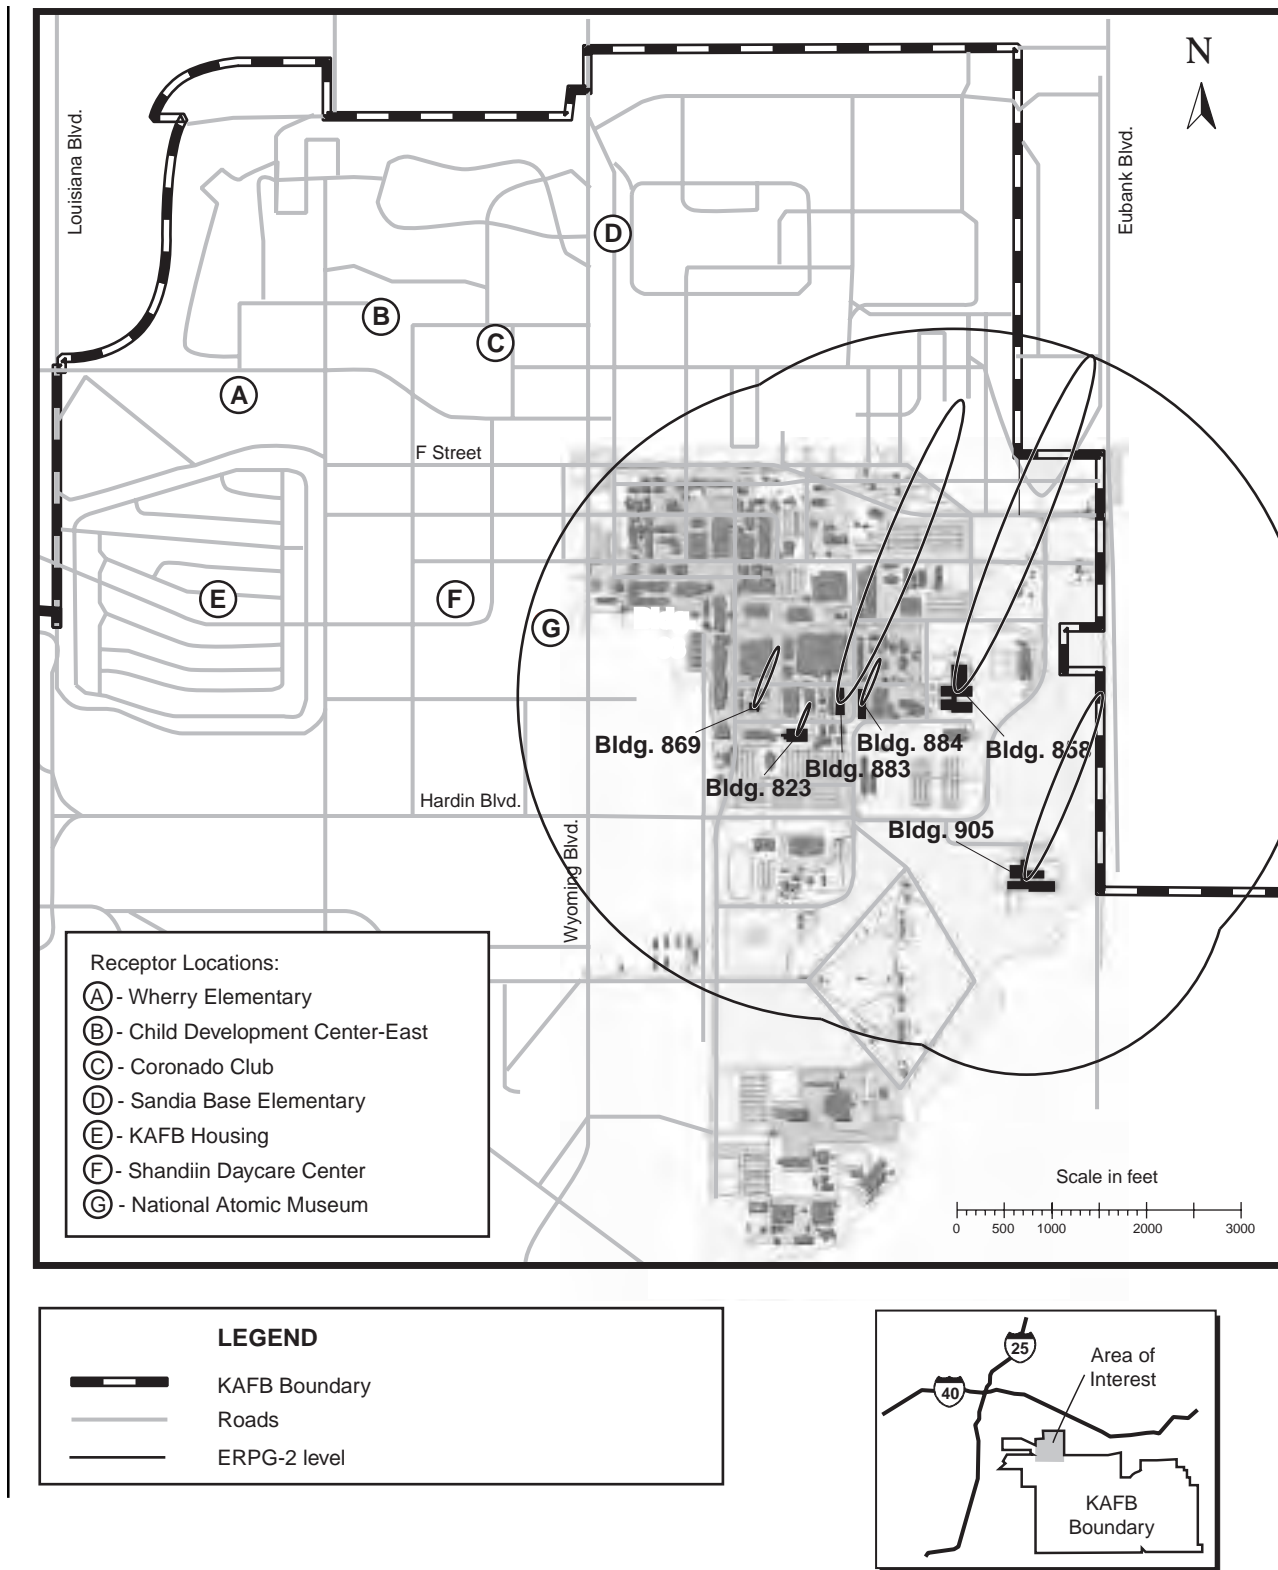 N
Louisiana Blvd.
Eubank Blvd.
D
B
C
A
F Street
E
F
G
Bldg. 869
Bldg. 884
Bldg. 858
Bldg. 883
Bldg. 823
Hardin Blvd.
Bldg. 905
Wyoming Blvd.
Receptor Locations:
A - Wherry Elementary
B - Child Development Center-East
C - Coronado Club
D - Sandia Base Elementary
E - KAFB Housing
F - Shandiin Daycare Center
G - National Atomic Museum
Scale in feet
0 500 1000 2000 3000
LEGEND
KAFB Boundary
Roads
ERPG-2 level
25
40
Area of
Interest
KAFB
Boundary